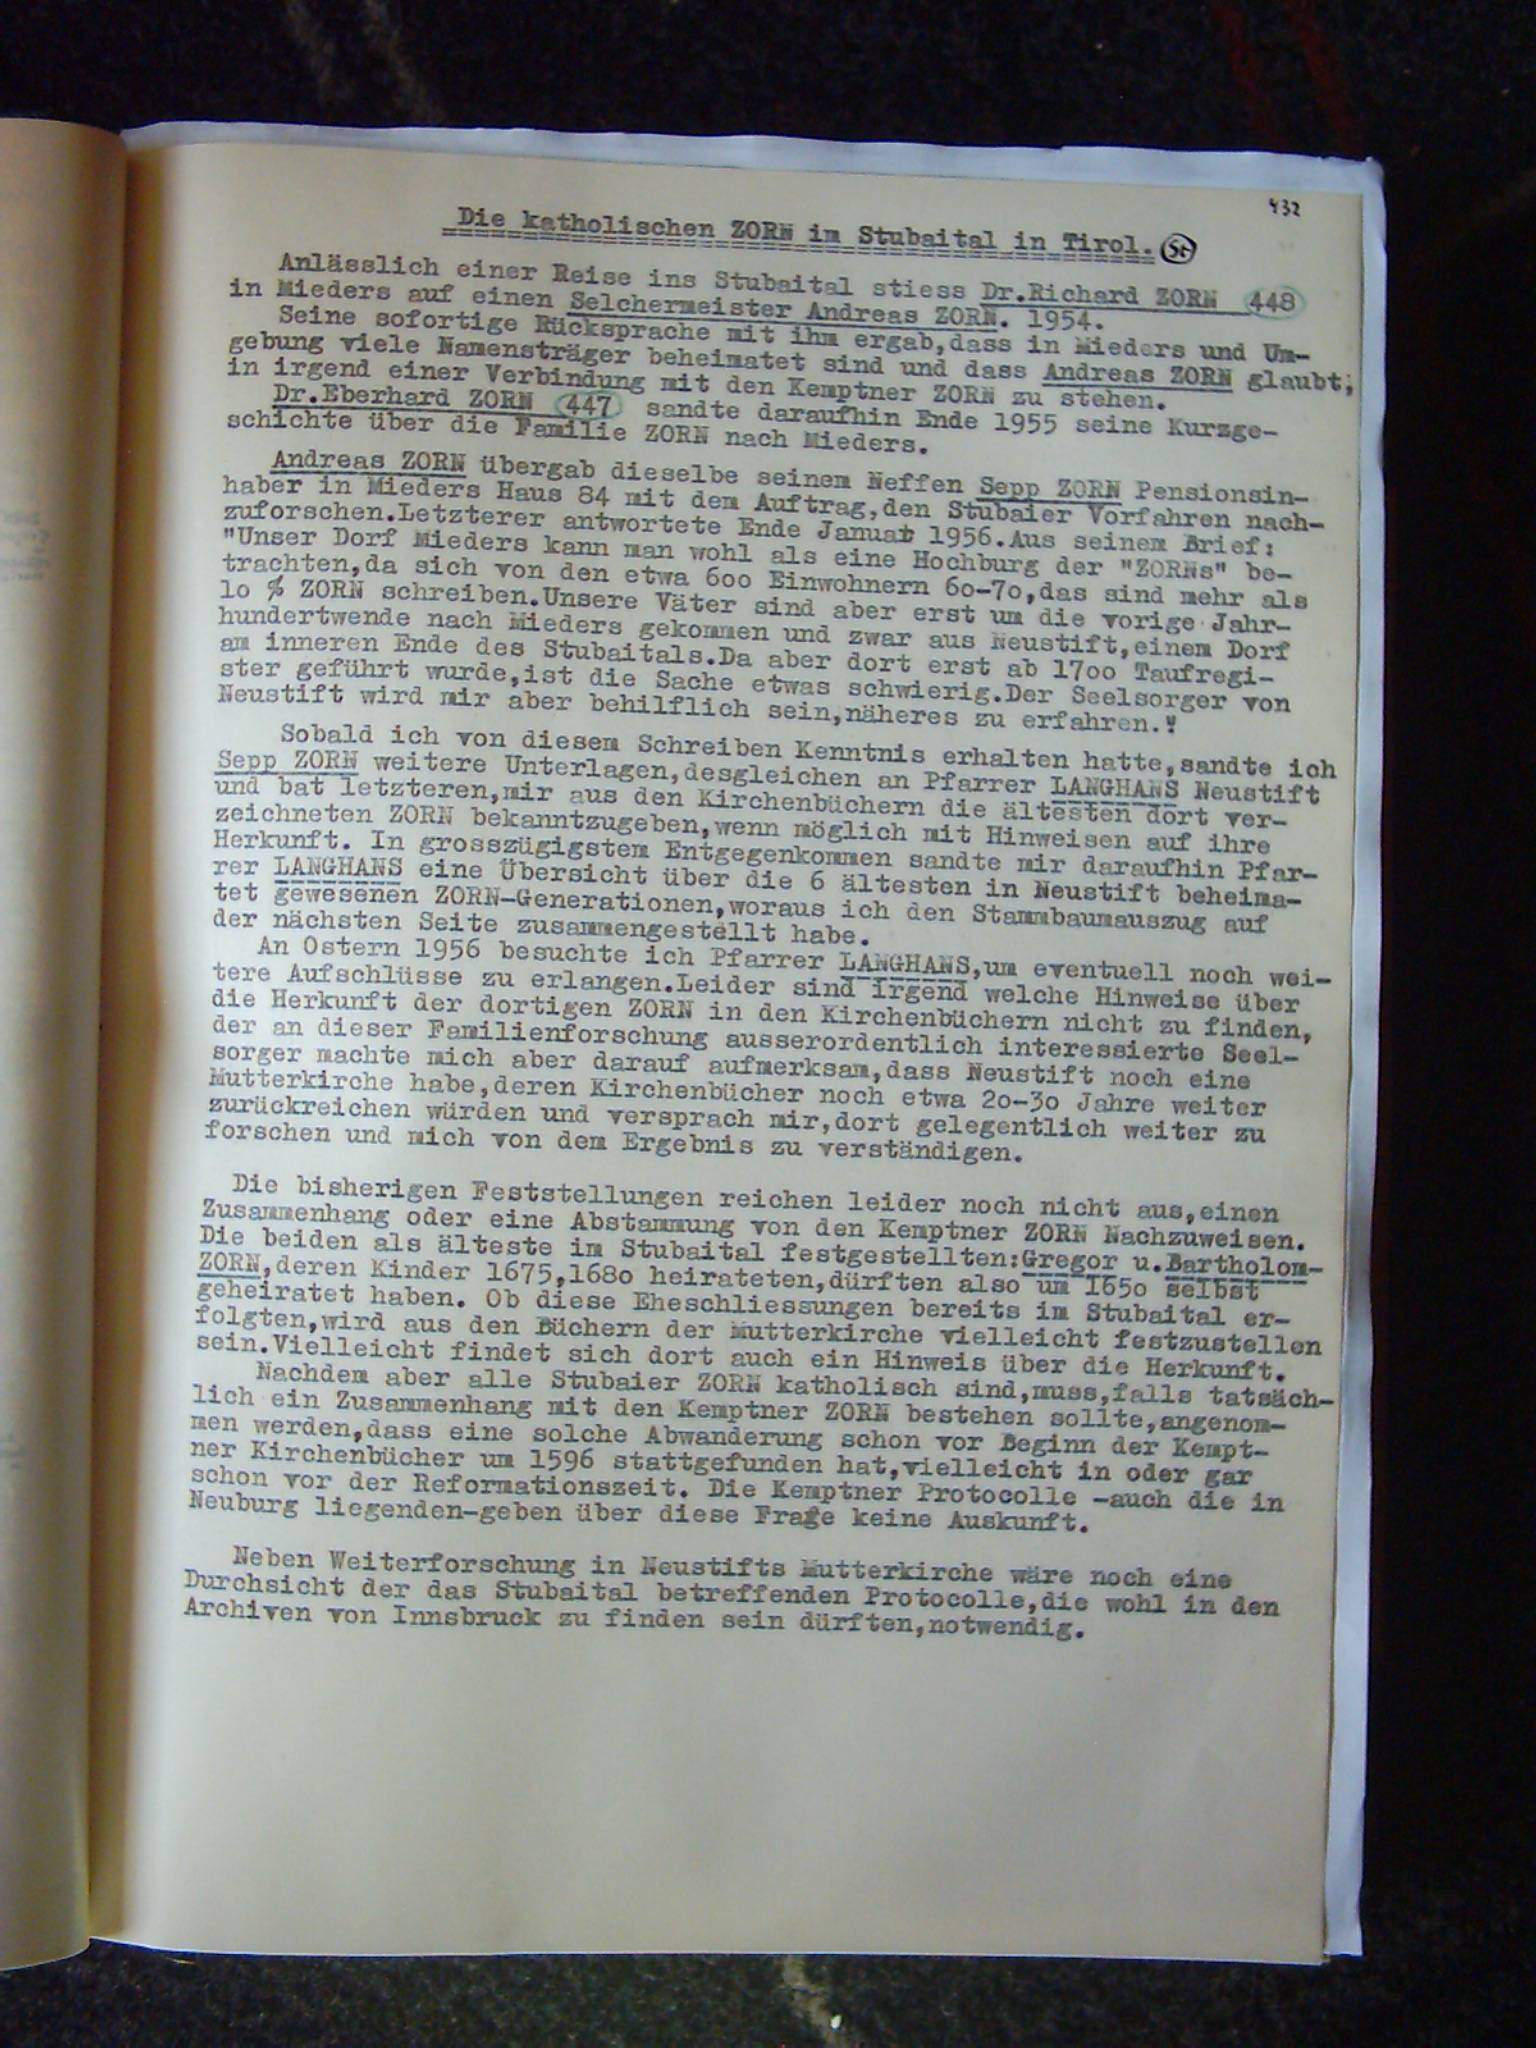 432
Die katholischen ZORN im Stubaital in Tirol. St
Anlässlich einer Reise ins Stubaital stiess Dr.Richard ZORN 448
in Mieders auf einen Selchermeister Andreas ZORN. 1954.
Seine sofortige Rücksprache mit ihm ergab,dass in Mieders und Um-
gebung viele Namensträger beheimatet sind und dass Andreas ZORN glaubt,
in irgend einer Verbindung mit den Kemptner ZORN zu stehen.
Dr.Eberhard ZORN 447 sandte daraufhin Ende 1955 seine Kurzge-
schichte über die Familie ZORN nach Mieders.
Andreas ZORN übergab dieselbe seinem Neffen Sepp ZORN Pensionsin-
haber in Mieders Haus 84 mit dem Auftrag,den Stubaier Vorfahren nach-
zuforschen.Letzterer antwortete Ende Januar 1956.Aus seinem Brief:
"Unser Dorf Mieders kann man wohl als eine Hochburg der "ZORNs" be-
trachten,da sich von den etwa 6oo Einwohnern 6o-7o,das sind mehr als
lo % ZORN schreiben.Unsere Väter sind aber erst um die vorige Jahr-
hundertwende nach Mieders gekommen und zwar aus Neustift,einem Dorf
am inneren Ende des Stubaitals.Da aber dort erst ab 17oo Taufregi-
ster geführt wurde,ist die Sache etwas schwierig.Der Seelsorger von
Neustift wird mir aber behilflich sein,näheres zu erfahren."
Sobald ich von diesem Schreiben Kenntnis erhalten hatte,sandte ich
Sepp ZORN weitere Unterlagen,desgleichen an Pfarrer LANGHANS Neustift
und bat letzteren,mir aus den Kirchenbüchern die ältesten dort ver-
zeichneten ZORN bekanntzugeben,wenn möglich mit Hinweisen auf ihre
Herkunft. In grosszügigstem Entgegenkommen sandte mir daraufhin Pfar-
rer LANGHANS eine Übersicht über die 6 ältesten in Neustift beheima-
tet gewesenen ZORN-Generationen,woraus ich den Stammbaumauszug auf
der nächsten Seite zusammengestellt habe.
An Ostern 1956 besuchte ich Pfarrer LANGHANS,um eventuell noch wei-
tere Aufschlüsse zu erlangen.Leider sind irgend welche Hinweise über
die Herkunft der dortigen ZORN in den Kirchenbüchern nicht zu finden,
der an dieser Familienforschung ausserordentlich interessierte Seel-
sorger machte mich aber darauf aufmerksam,dass Neustift noch eine
Mutterkirche habe,deren Kirchenbücher noch etwa 2o-3o Jahre weiter
zurückreichen würden und versprach mir,dort gelegentlich weiter zu
forschen und mich von dem Ergebnis zu verständigen.
Die bisherigen Feststellungen reichen leider noch nicht aus,einen
Zusammenhang oder eine Abstammung von den Kemptner ZORN Nachzuweisen.
Die beiden als älteste im Stubaital festgestellten:Gregor u.Bartholom-
ZORN,deren Kinder 1675,168o heirateten,dürften also um 165o selbst
geheiratet haben. Ob diese Eheschliessungen bereits im Stubaital er-
folgten,wird aus den Büchern der Mutterkirche vielleicht festzustellen
sein.Vielleicht findet sich dort auch ein Hinweis über die Herkunft.
Nachdem aber alle Stubaier ZORN katholisch sind,muss,falls tatsäch-
lich ein Zusammenhang mit den Kemptner ZORN bestehen sollte,angenom-
men werden,dass eine solche Abwanderung schon vor Beginn der Kempt-
ner Kirchenbücher um 1596 stattgefunden hat,vielleicht in oder gar
schon vor der Reformationszeit. Die Kemptner Protocolle -auch die in
Neuburg liegenden-geben über diese Frage keine Auskunft.
Neben Weiterforschung in Neustifts Mutterkirche wäre noch eine
Durchsicht der das Stubaital betreffenden Protocolle,die wohl in den
Archiven von Innsbruck zu finden sein dürften,notwendig.